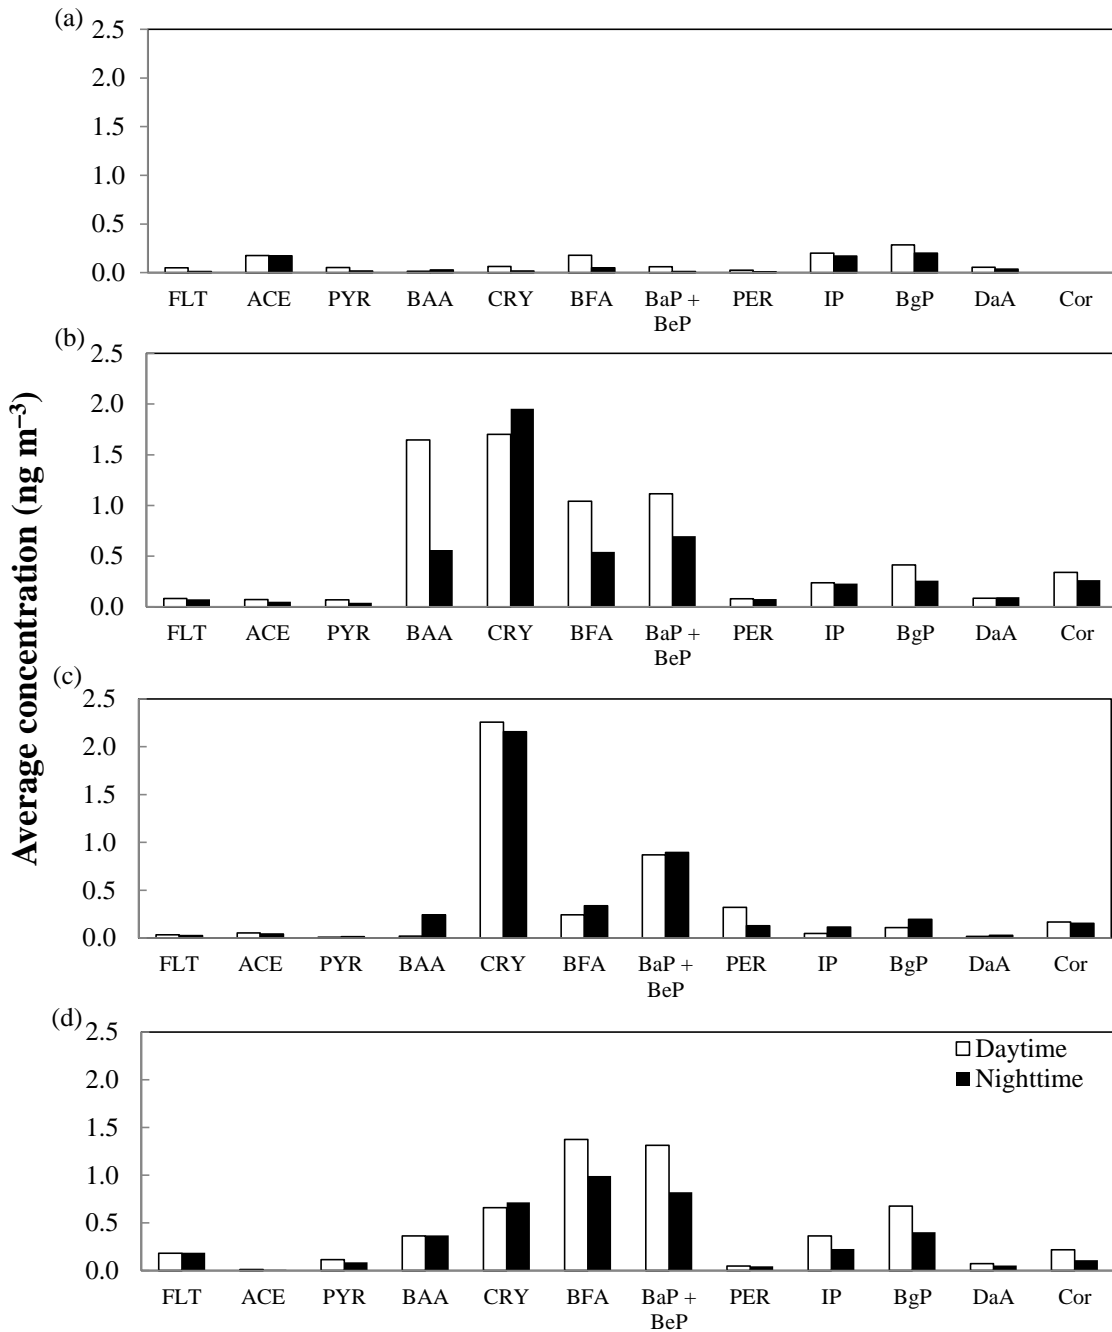 (a)
2.5
2.0
1.5
1.0
0.5
0.0
FLT ACE PYR BAA CRY BFA BaP + BeP PER IP BgP DaA Cor
(b)
2.5
2.0
1.5
1.0
0.5
0.0
FLT ACE PYR BAA CRY BFA BaP + BeP PER IP BgP DaA Cor
Average concentration (ng m⁻³)
(c)
2.5
2.0
1.5
1.0
0.5
0.0
FLT ACE PYR BAA CRY BFA BaP + BeP PER IP BgP DaA Cor
(d)
2.5
2.0
1.5
1.0
0.5
0.0
Daytime
Nighttime
FLT ACE PYR BAA CRY BFA BaP + BeP PER IP BgP DaA Cor